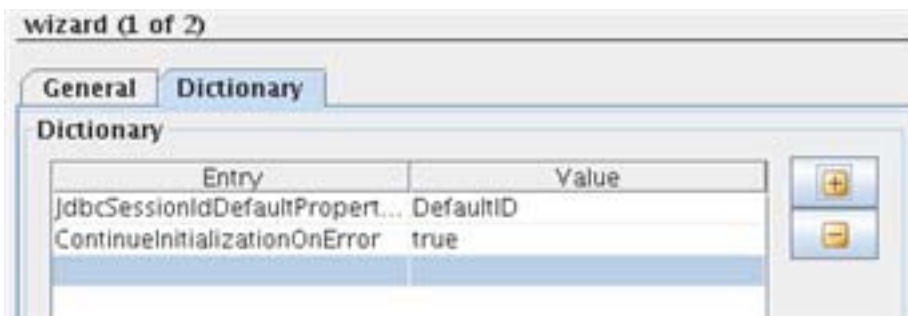 wizard (1 of 2)
General Dictionary
Dictionary
Entry Value
JdbcSessionIdDefaultPropert... DefaultID
ContinueInitializationOnError true